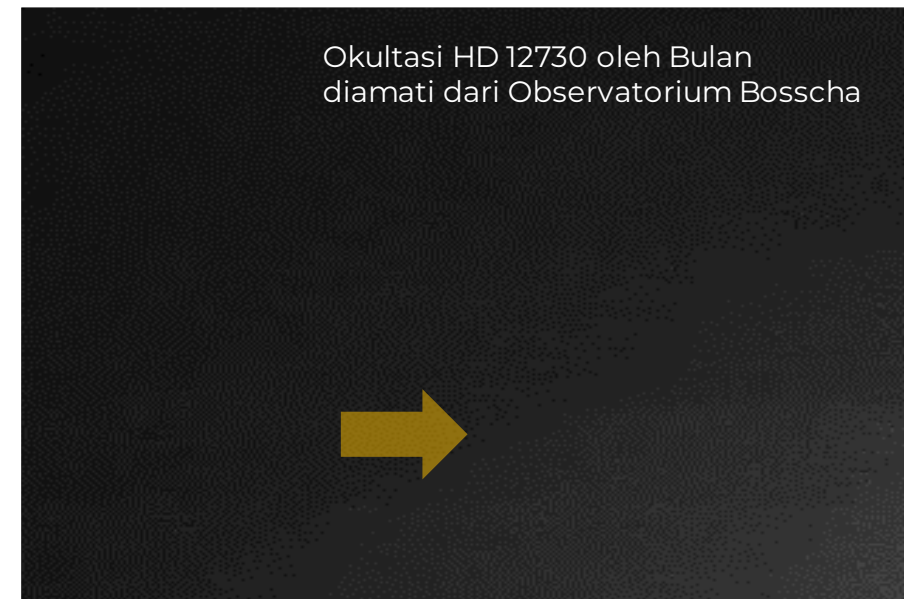 Okultasi HD 12730 oleh Bulan
diamati dari Observatorium Bosscha